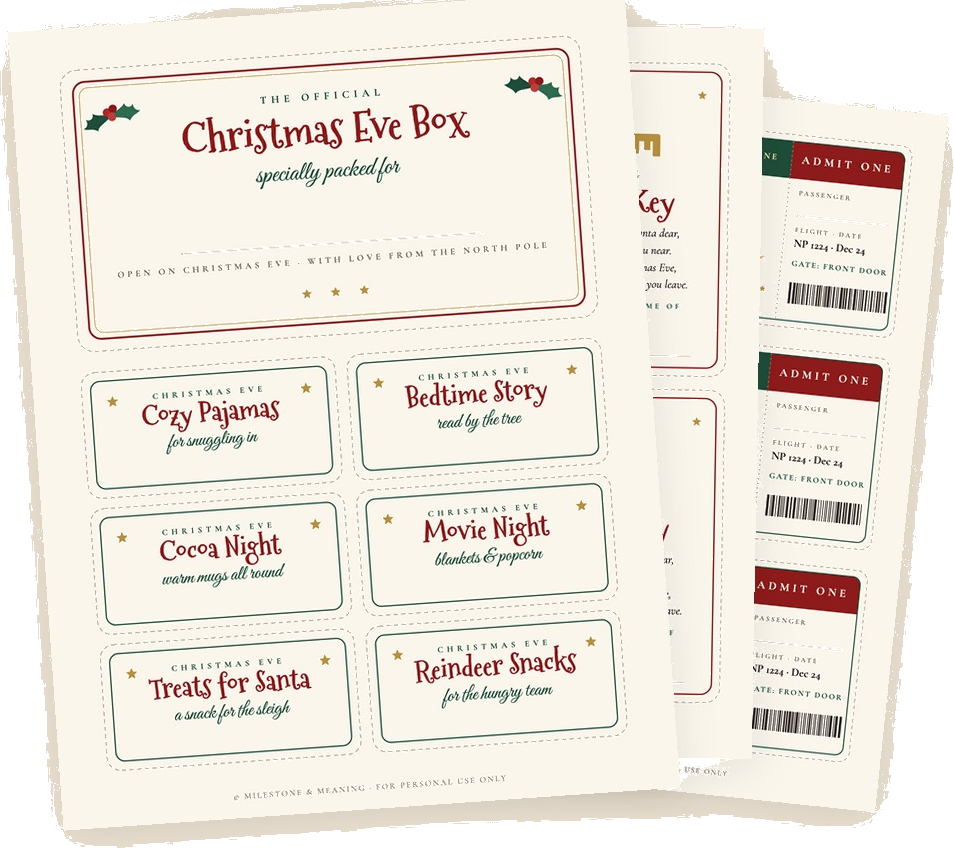 THE OFFICIAL
Christmas Eve Box
specially packed for
OPEN ON CHRISTMAS EVE · WITH LOVE FROM THE NORTH POLE
CHRISTMAS EVE
Cozy Pajamas
for snuggling in
CHRISTMAS EVE
Bedtime Story
read by the tree
CHRISTMAS EVE
Cocoa Night
warm mugs all round
CHRISTMAS EVE
Movie Night
blankets & popcorn
CHRISTMAS EVE
Treats for Santa
a snack for the sleigh
CHRISTMAS EVE
Reindeer Snacks
for the hungry team
© MILESTONE & MEANING · FOR PERSONAL USE ONLY
Key
dear,
u near.
Eve,
you leave.
OF
USE ONLY
ADMIT ONE
PASSENGER
FLIGHT · DATE
NP 1224 · Dec 24
GATE: FRONT DOOR
ADMIT ONE
PASSENGER
FLIGHT · DATE
NP 1224 · Dec 24
GATE: FRONT DOOR
ADMIT ONE
PASSENGER
FLIGHT · DATE
NP 1224 · Dec 24
GATE: FRONT DOOR